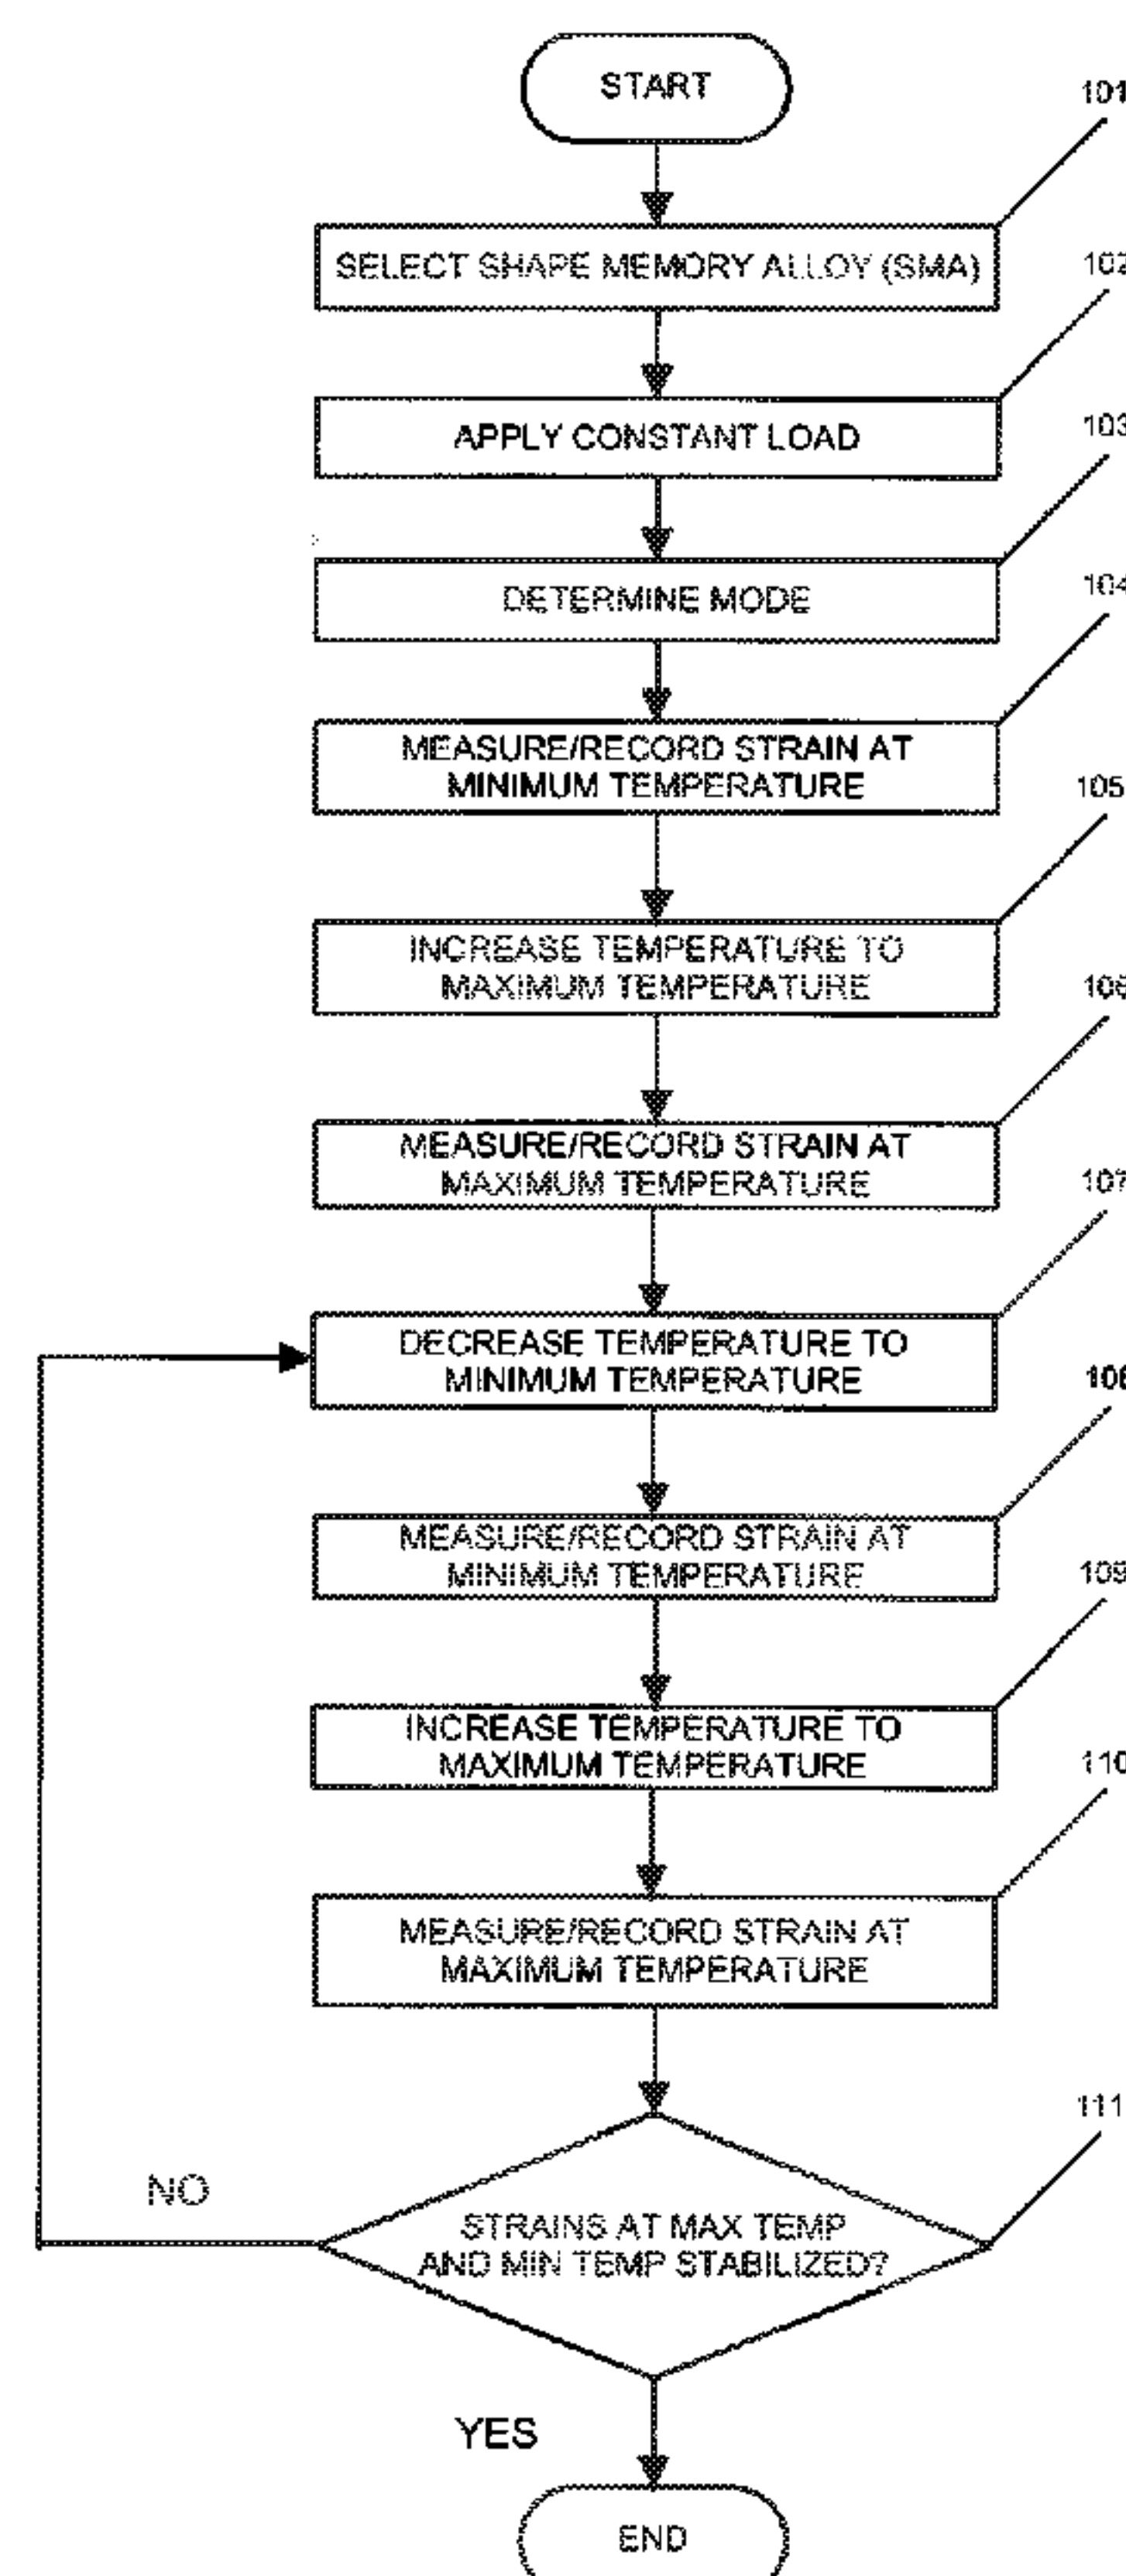 START
101
SELECT SHAPE MEMORY ALLOY (SMA)
102
APPLY CONSTANT LOAD
103
DETERMINE MODE
104
MEASURE/RECORD STRAIN AT
MINIMUM TEMPERATURE
105
INCREASE TEMPERATURE TO
MAXIMUM TEMPERATURE
106
MEASURE/RECORD STRAIN AT
MAXIMUM TEMPERATURE
107
DECREASE TEMPERATURE TO
MINIMUM TEMPERATURE
108
MEASURE/RECORD STRAIN AT
MINIMUM TEMPERATURE
109
INCREASE TEMPERATURE TO
MAXIMUM TEMPERATURE
110
MEASURE/RECORD STRAIN AT
MAXIMUM TEMPERATURE
111
NO
STRAINS AT MAX TEMP
AND MIN TEMP STABILIZED?
YES
END